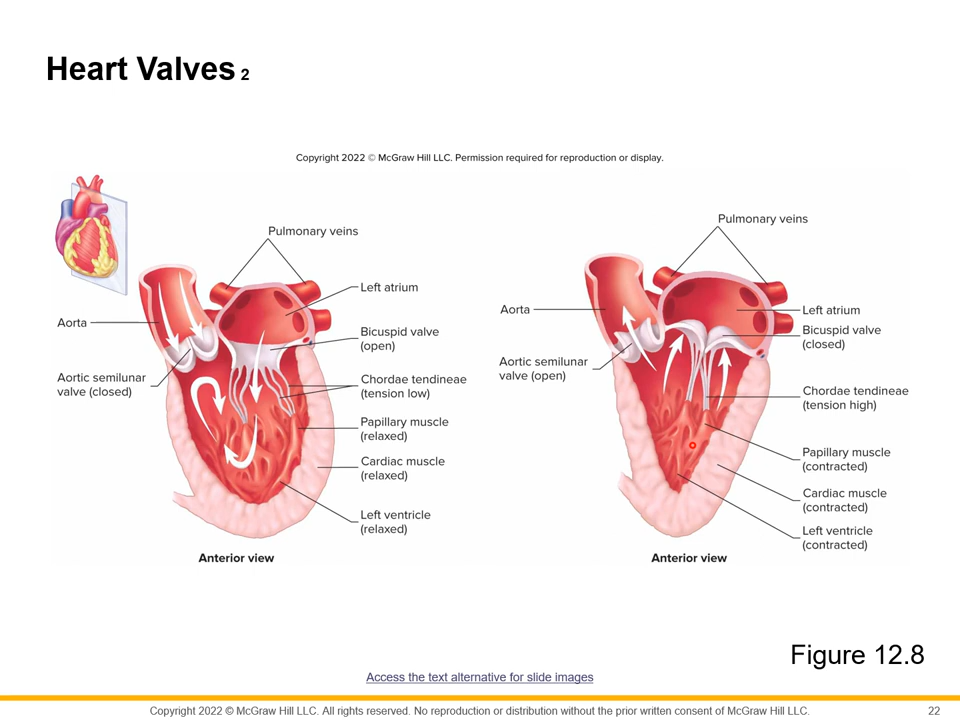 Heart Valves 2
Copyright 2022 © McGraw Hill LLC. Permission required for reproduction or display.
Pulmonary veins
Left atrium
Aorta
Bicuspid valve
(open)
Aortic semilunar
valve (closed)
Chordae tendineae
(tension low)
Papillary muscle
(relaxed)
Cardiac muscle
(relaxed)
Left ventricle
(relaxed)
Anterior view
Pulmonary veins
Aorta
Left atrium
Bicuspid valve
(closed)
Aortic semilunar
valve (open)
Chordae tendineae
(tension high)
Papillary muscle
(contracted)
Cardiac muscle
(contracted)
Left ventricle
(contracted)
Anterior view
Figure 12.8
Access the text alternative for slide images
Copyright 2022 © McGraw Hill LLC. All rights reserved. No reproduction or distribution without the prior written consent of McGraw Hill LLC.
22